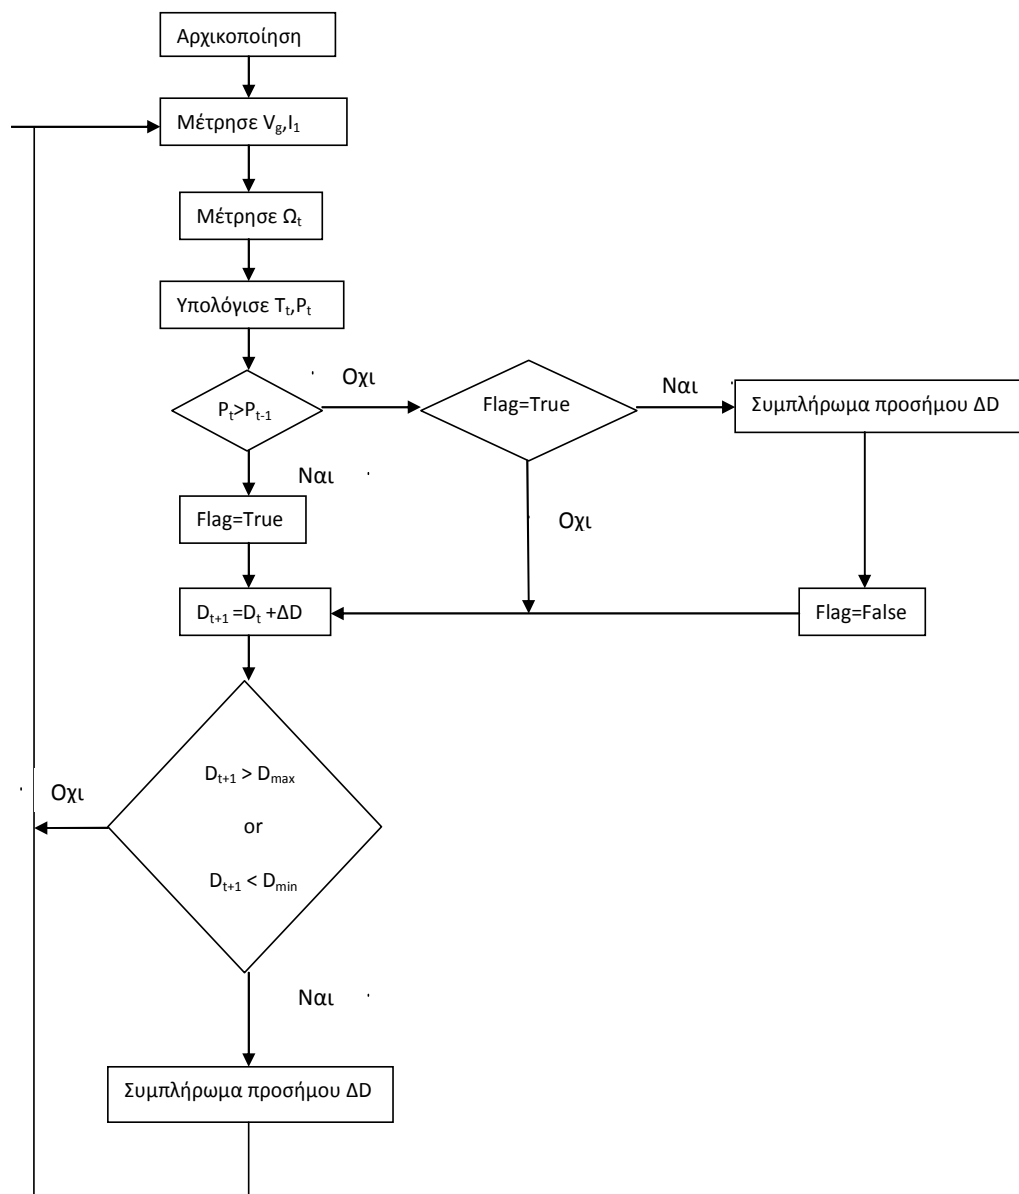 Αρχικοποίηση
Μέτρησε Vg,I1
Μέτρησε Ωt
Υπολόγισε Tt,Pt
Pt>Pt-1
Οχι
Flag=True
Ναι
Συμπλήρωμα προσήμου ΔD
Ναι
Flag=True
Οχι
Dt+1 =Dt +ΔD
Flag=False
Dt+1 > Dmax
or
Dt+1 < Dmin
Οχι
Ναι
Συμπλήρωμα προσήμου ΔD